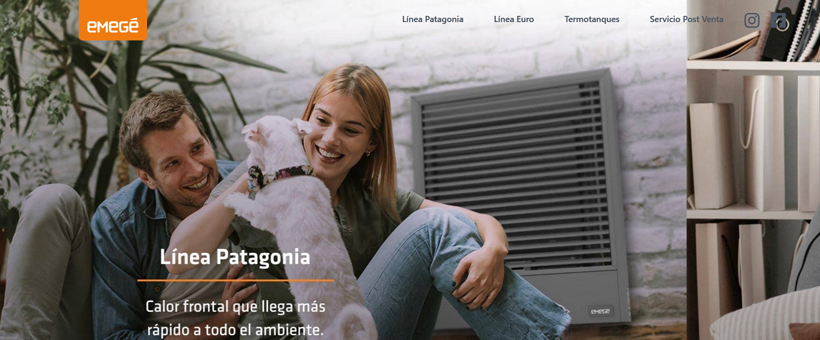 emegé
Línea Patagonia
Línea Euro
Termotanques
Servicio Post Venta
emegé
Línea Patagonia
Calor frontal que llega más
rápido a todo el ambiente.